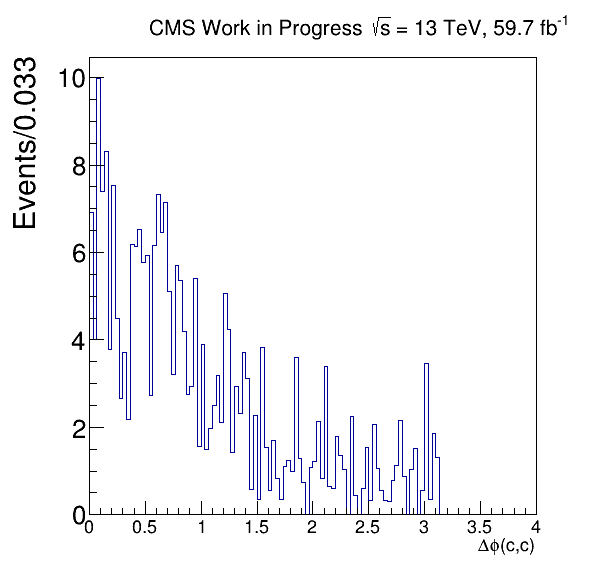 CMS Work in Progress √s = 13 TeV, 59.7 fb⁻¹
Events/0.033
10
8
6
4
2
0
0 0.5 1 1.5 2 2.5 3 3.5 4
Δϕ(c,c)